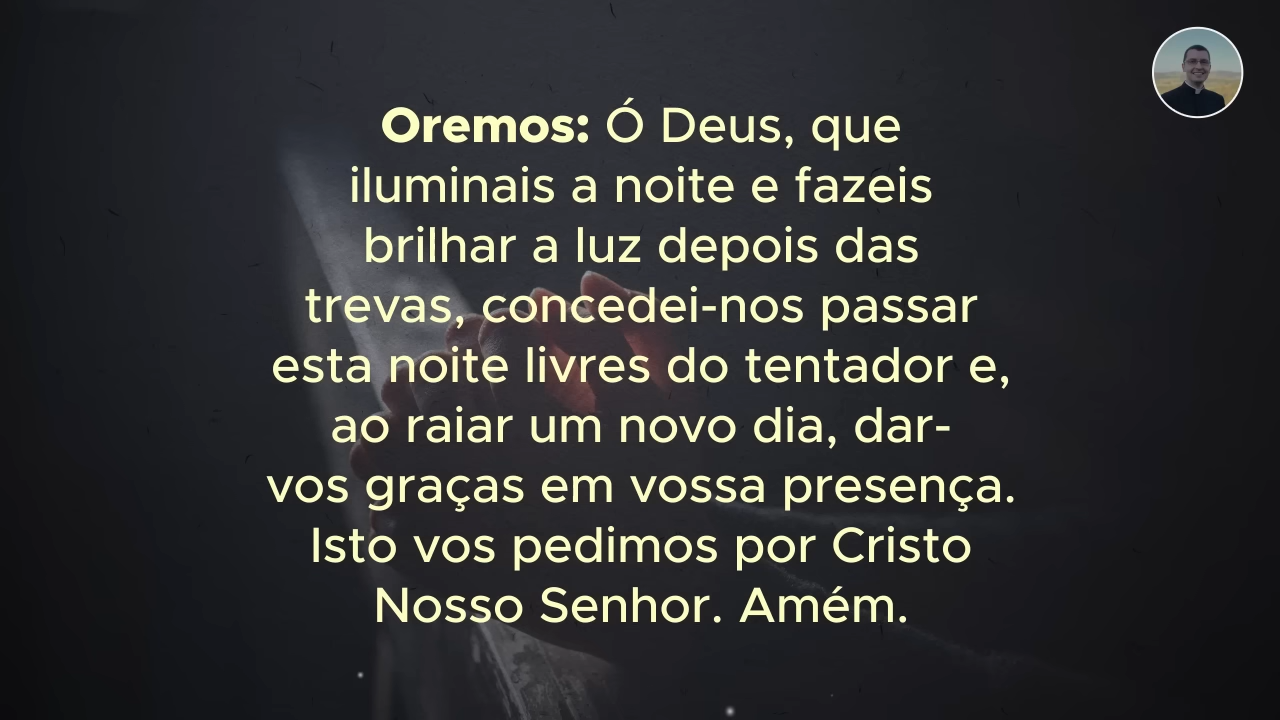 Oremos: Ó Deus, que
iluminais a noite e fazeis
brilhar a luz depois das
trevas, concedei-nos passar
esta noite livres do tentador e,
ao raiar um novo dia, dar-
vos graças em vossa presença.
Isto vos pedimos por Cristo
Nosso Senhor. Amém.